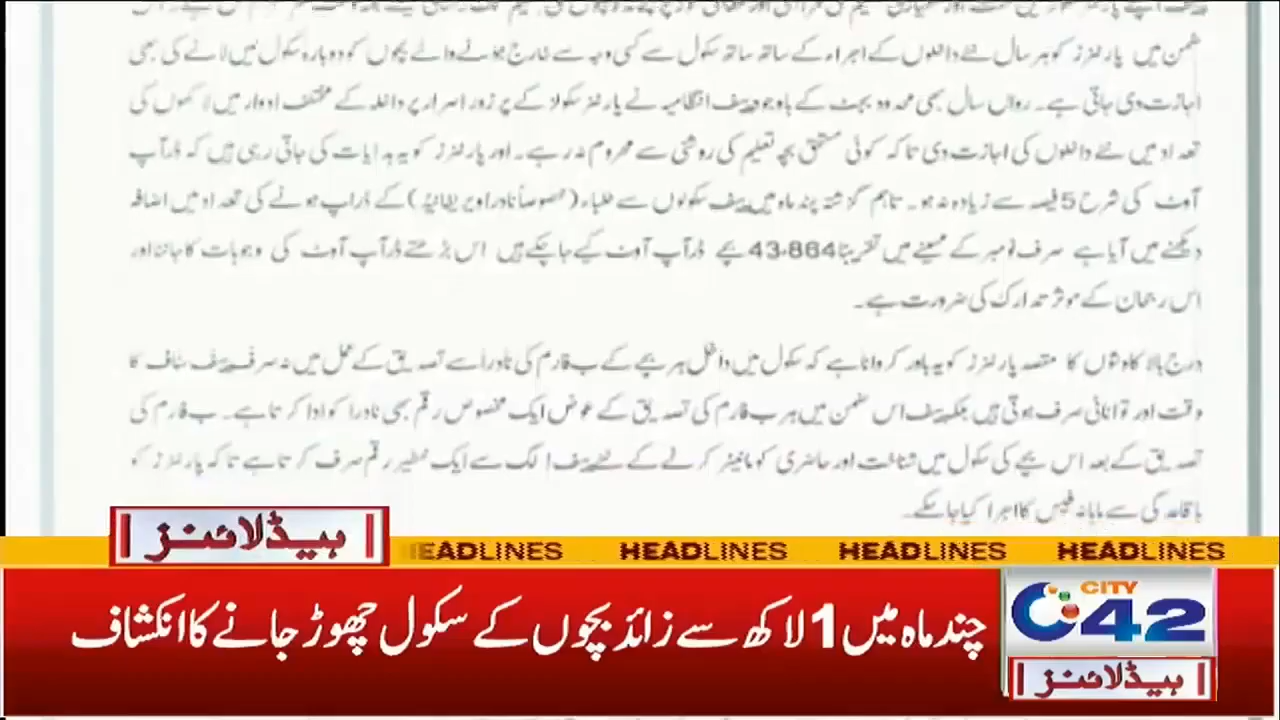 ضمن میں پارٹنرز کو ہر سال نئے داخلوں کے اجراء کے ساتھ ساتھ سکول سے کسی وجہ سے خارج ہونے والے بچوں کو دوبارہ سکول میں لانے کی بھی
اجازت دی جاتی ہے۔ رواں سال بھی محدود بجٹ کے باوجود پیف انتظامیہ نے پارٹنر سکولز کے پرزور اسرار پر داخلہ کے مختلف ادوار میں لاکھوں کی
تعداد میں نئے داخلوں کی اجازت دی تاکہ کوئی مستحق بچہ تعلیم کی روشنی سے محروم نہ رہے۔ اور پارٹنرز کو یہ ہدایات کی جاتی رہی ہیں کہ ڈراپ
آوٹ کی شرح 5 فیصد سے زیادہ نہ ہو۔ تاہم گزشتہ چند ماہ میں پیف سکولوں سے طلباء (خصوصاً نادرا ویریفائیڈ) کے ڈراپ ہونے کی تعداد میں اضافہ
دیکھنے میں آیا ہے صرف نومبر کے مہینے میں تقریباً 43،864 بچے ڈراپ آوٹ کیے جا چکے ہیں اس بڑھتے ڈراپ آوٹ کی وجوہات کا جاننا اور
اس رجحان کے موثر تدارک کی ضرورت ہے۔
درج بالا کاوشوں کا مقصد پارٹنرز کو یہ باور کروانا ہے کہ سکول میں داخل ہر بچے کے ب فارم کی نادرا سے تصدیق کے عمل میں نہ صرف پیف سٹاف کا
وقت اور توانائی صرف ہوتی ہیں بلکہ پیف اس ضمن میں ہر ب فارم کی تصدیق کے عوض ایک مخصوص رقم بھی نادرا کو ادا کرتا ہے۔ ب فارم کی
تصدیق کے بعد اس بچے کی سکول میں شناخت اور حاضری کو مانیٹر کرنے کے لئے پیف الگ سے ایک خطیر رقم صرف کرتا ہے تاکہ پارٹنرز کو
باقاعدگی سے ماہانہ فیس کا اجرا کیا جا سکے۔
ہیڈلائنز
HEADLINES HEADLINES HEADLINES HEADLINES
چند ماہ میں 1 لاکھ سے زائد بچوں کے سکول چھوڑ جانے کا انکشاف
CITY
42
ہیڈلائنز